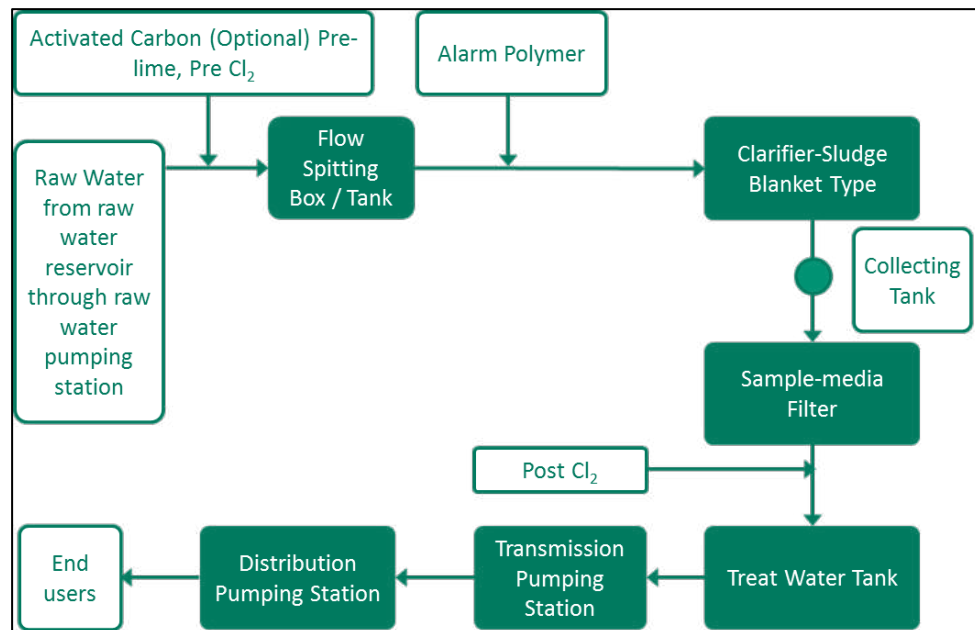 Activated Carbon (Optional) Pre-
lime, Pre Cl₂
Alarm Polymer
Raw Water
from raw
water
reservoir
through raw
water
pumping
station
Flow
Spitting
Box / Tank
Clarifier-Sludge
Blanket Type
Collecting
Tank
Sample-media
Filter
Post Cl₂
End
users
Distribution
Pumping Station
Transmission
Pumping
Station
Treat Water Tank